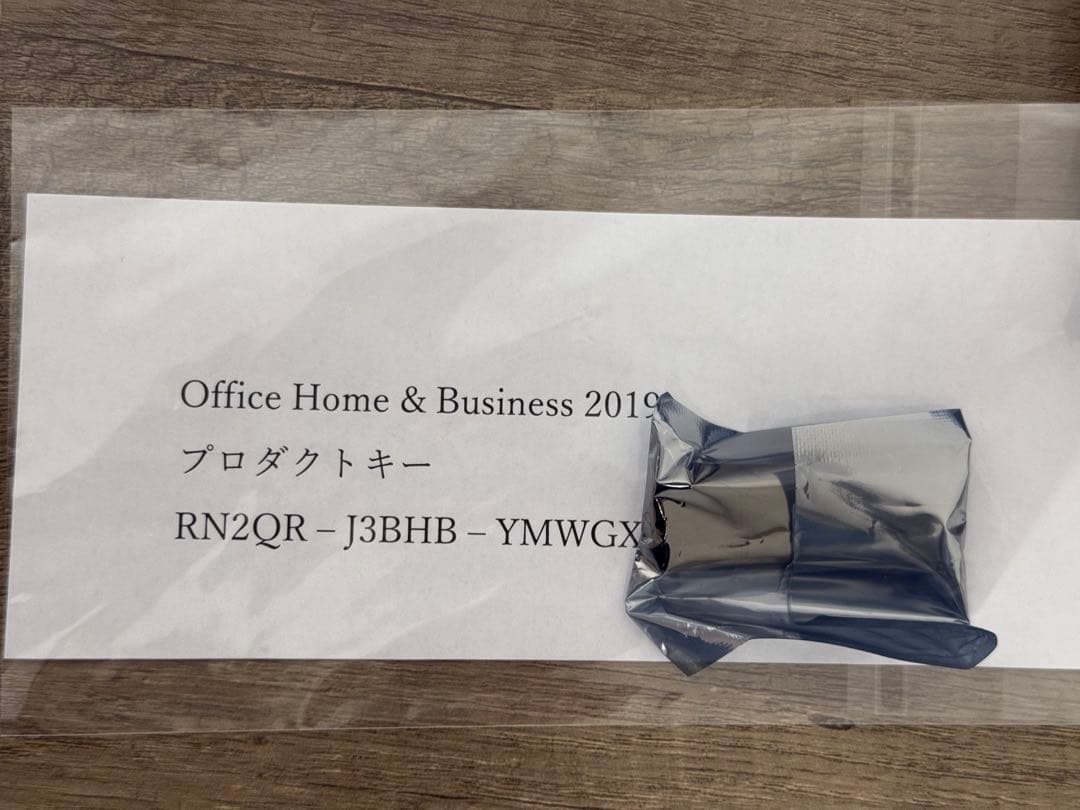 Office Home & Business 2019
プロダクトキー
RN2QR – J3BHB – YMWGX